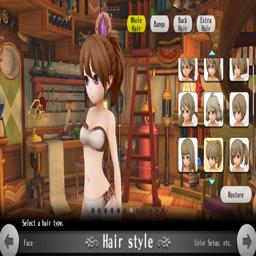 Whole Hair
Bangs
Back Hair
Extra Hair
Restore
Select a hair type.
Face
Hair style
Color Setup, etc.